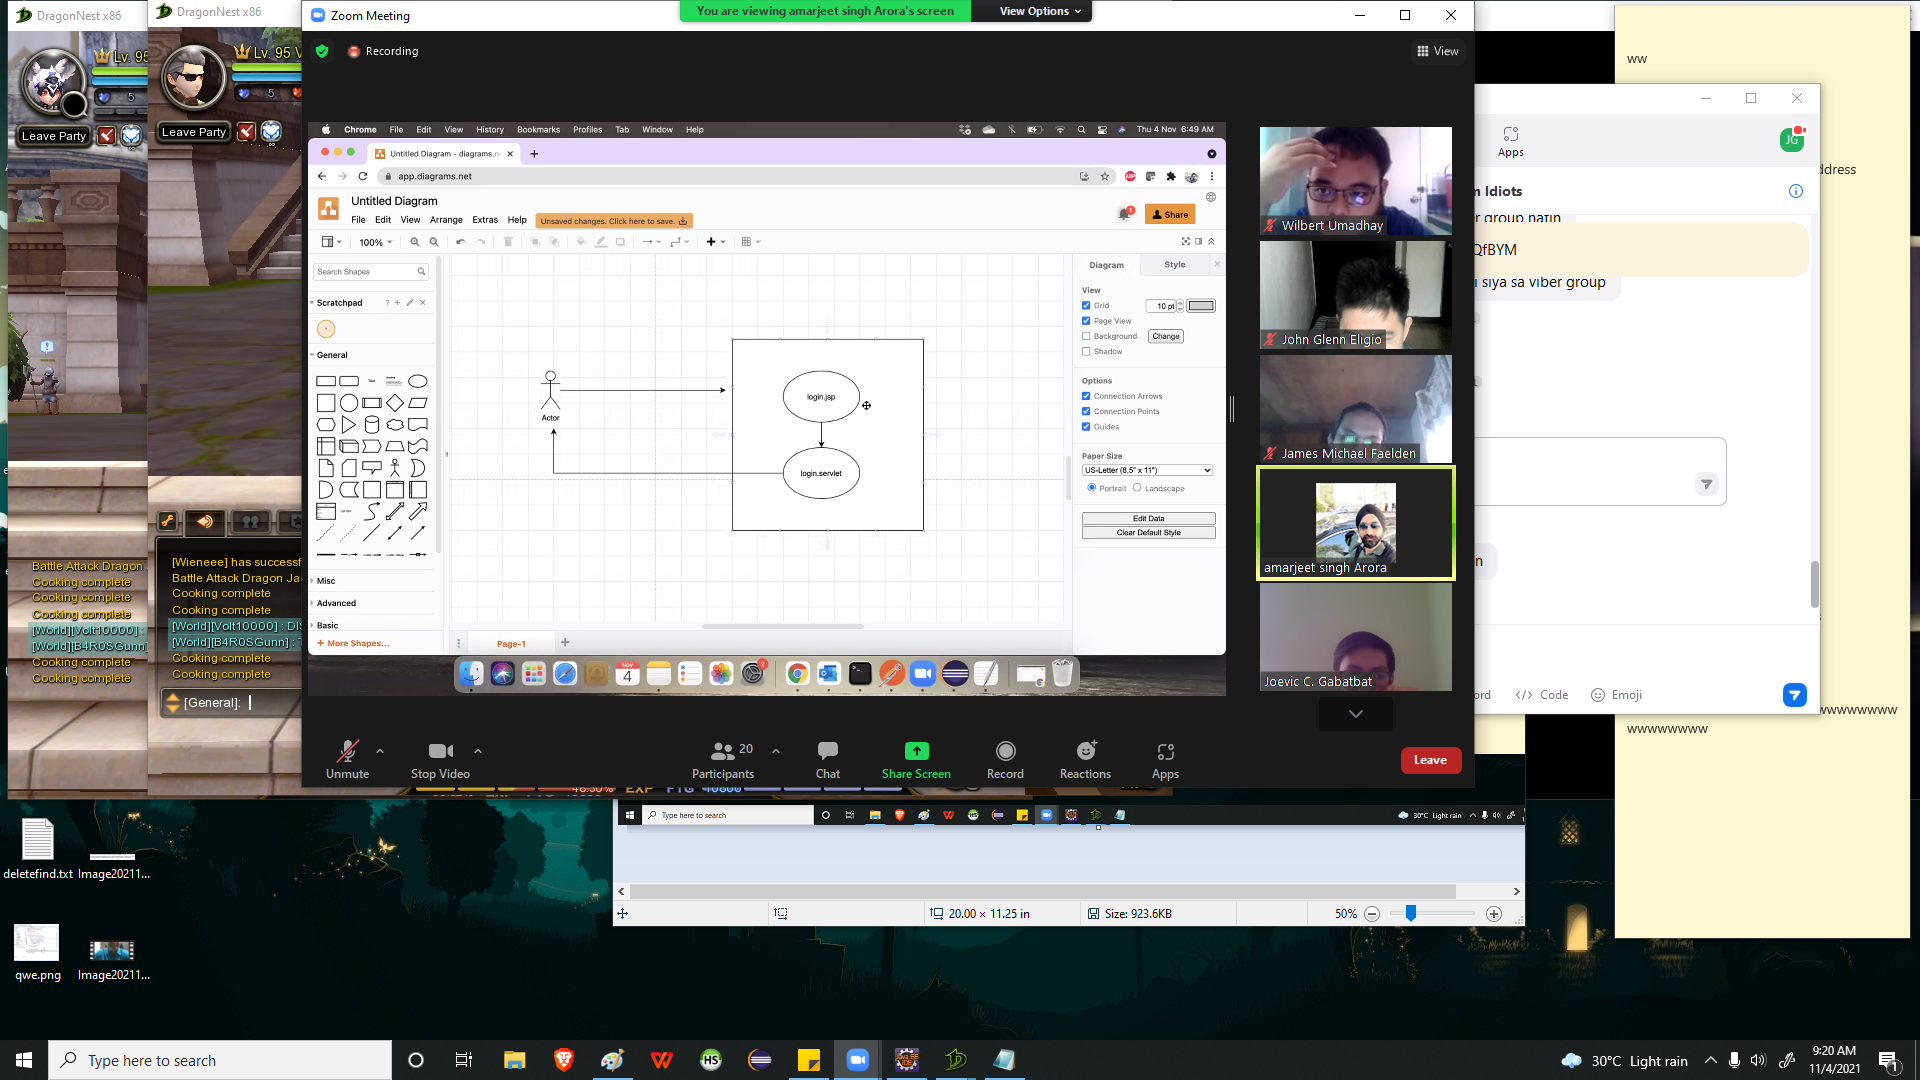 DragonNest x86
Lv. 95
5
Leave Party
DragonNest x86
Lv. 95
5
Leave Party
Zoom Meeting
You are viewing amarjeet singh Arora's screen
View Options
Recording
View
Chrome File Edit View History Bookmarks Profiles Tab Window Help
Thu 4 Nov 6:49 AM
Untitled Diagram - diagrams.n
app.diagrams.net
Untitled Diagram
File Edit View Arrange Extras Help
Unsaved changes. Click here to save.
Share
100%
Search Shapes
Scratchpad
General
Misc
Advanced
Basic
+ More Shapes...
Actor
login.jsp
login.servlet
Page-1
Diagram
Style
View
Grid
10 pt
Page View
Background
Change
Shadow
Options
Connection Arrows
Connection Points
Guides
Paper Size
US-Letter (8,5" x 11")
Portrait
Landscape
Edit Data
Clear Default Style
NOV
4
2
Wilbert Umadhay
John Glenn Eligio
James Michael Faelden
amarjeet singh Arora
Joevic C. Gabatbat
Unmute
Stop Video
Participants
20
Chat
Share Screen
Record
Reactions
Apps
Leave
ww
Apps
JG
ddress
Idiots
QfBYM
siya sa viber group
Code
Emoji
wwwwwwwww
wwwwwwww
Battle Attack Dragon
Cooking complete
Cooking complete
Cooking complete
[World][Volt10000] :
[World][B4R0SGunn]
Cooking complete
Cooking complete
[Wieneee] has successf
Battle Attack Dragon Ja
Cooking complete
Cooking complete
[World][Volt10000] : DIS
[World][B4R0SGunn] : T
Cooking complete
Cooking complete
[General]:
Type here to search
30°C Light rain
20.00 × 11.25 in
Size: 923.6KB
50%
deletefind.txt
Image20211...
qwe.png
Image20211...
Type here to search
30°C Light rain
9:20 AM
11/4/2021
1